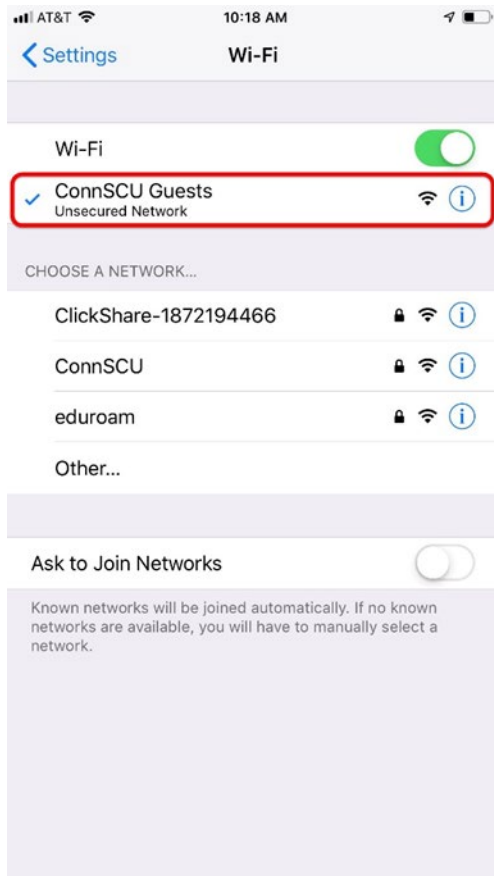 AT&T 10:18 AM
Settings Wi-Fi
Wi-Fi
ConnSCU Guests
Unsecured Network
CHOOSE A NETWORK...
ClickShare-1872194466
ConnSCU
eduroam
Other...
Ask to Join Networks
Known networks will be joined automatically. If no known
networks are available, you will have to manually select a
network.